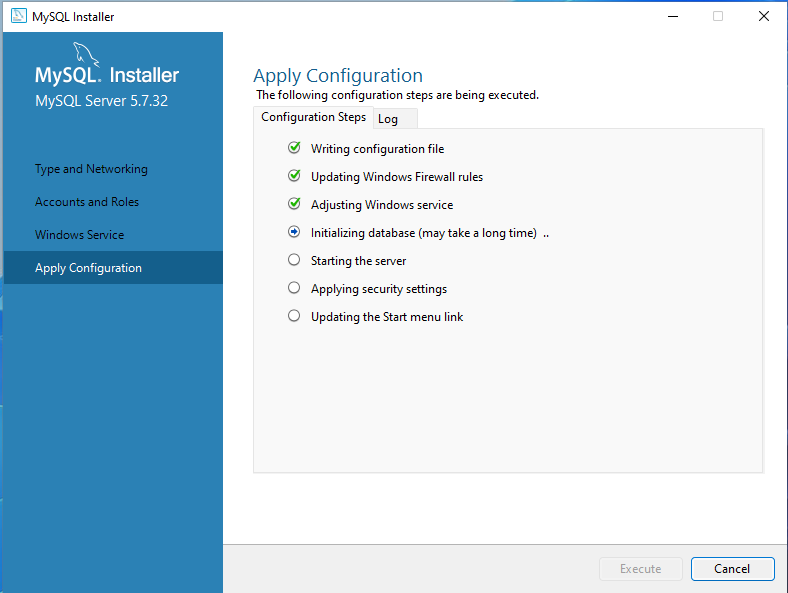 MySQL Installer
MySQL. Installer
MySQL Server 5.7.32
Type and Networking
Accounts and Roles
Windows Service
Apply Configuration
Apply Configuration
The following configuration steps are being executed.
Configuration Steps Log
Writing configuration file
Updating Windows Firewall rules
Adjusting Windows service
Initializing database (may take a long time) ..
Starting the server
Applying security settings
Updating the Start menu link
Execute Cancel